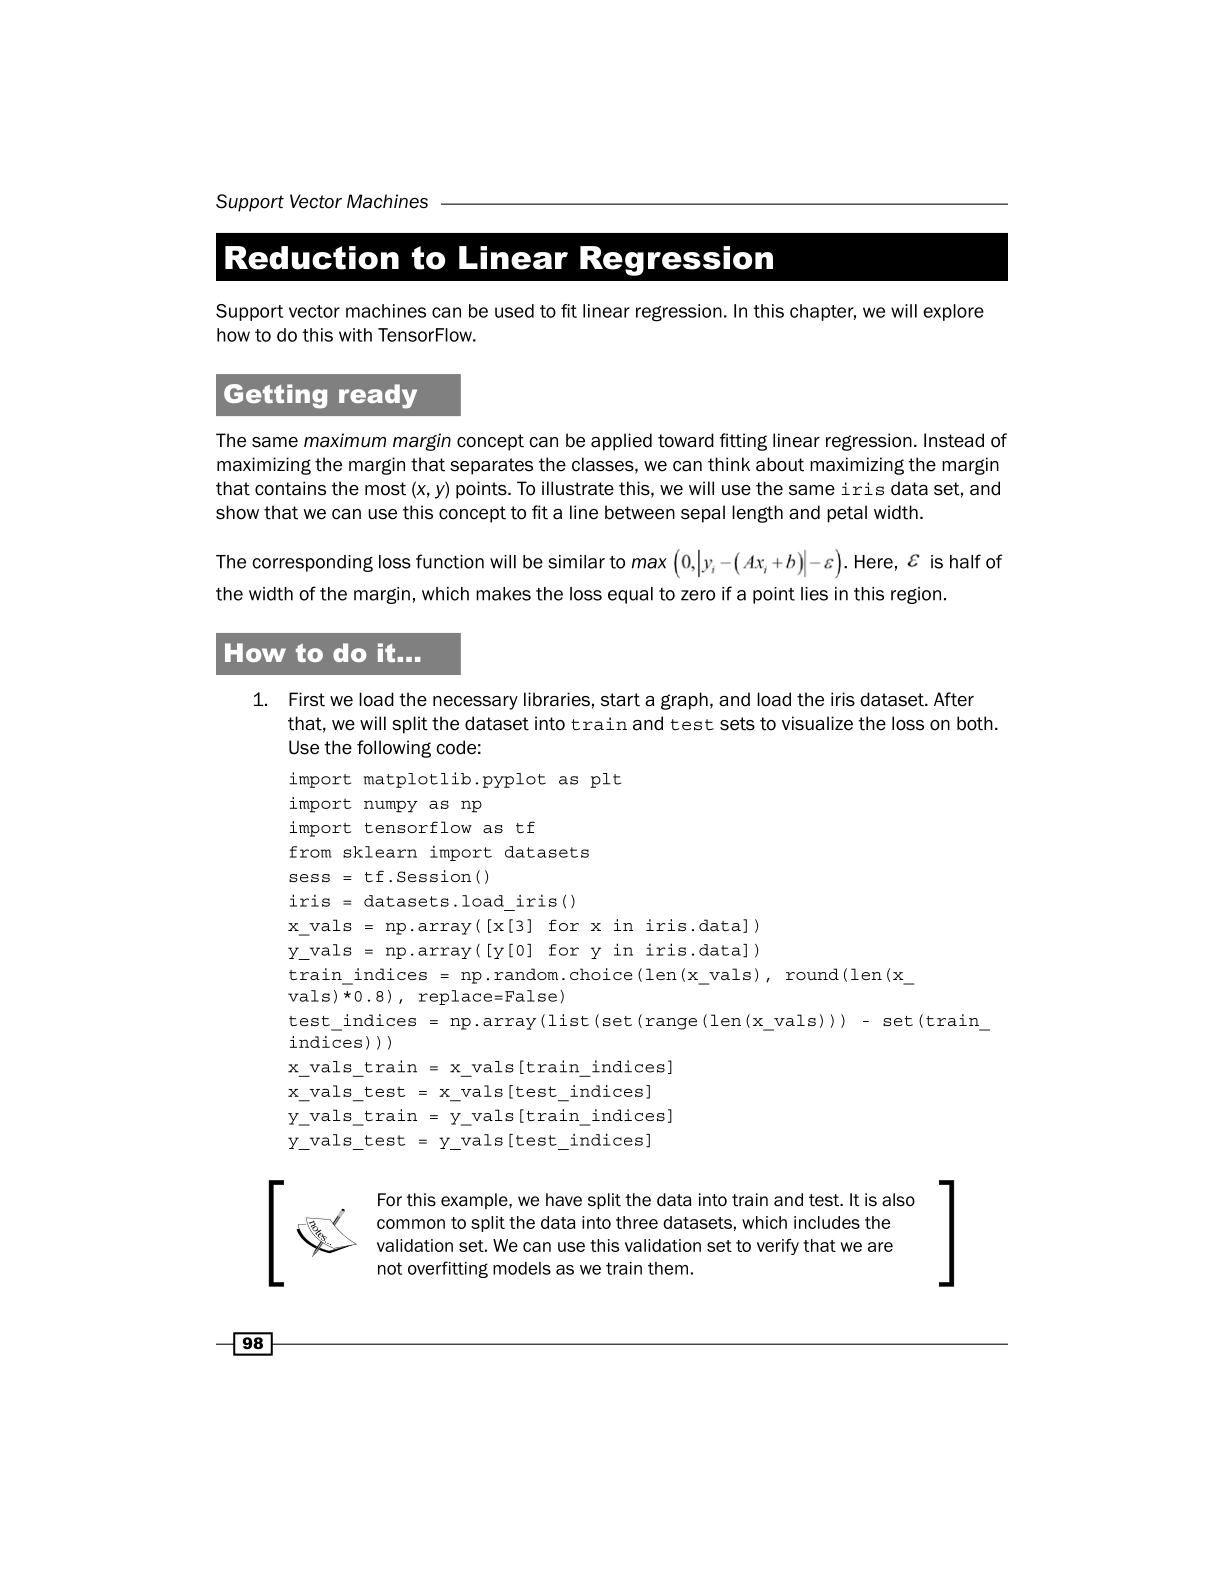 Support Vector Machines
Reduction to Linear Regression
Support vector machines can be used to fit linear regression. In this chapter, we will explore
how to do this with TensorFlow.
Getting ready
The same maximum margin concept can be applied toward fitting linear regression. Instead of
maximizing the margin that separates the classes, we can think about maximizing the margin
that contains the most (x, y) points. To illustrate this, we will use the same iris data set, and
show that we can use this concept to fit a line between sepal length and petal width.
The corresponding loss function will be similar to max (0,|yᵢ −(Axᵢ +b)|−ε). Here, ε is half of
the width of the margin, which makes the loss equal to zero if a point lies in this region.
How to do it…
1. First we load the necessary libraries, start a graph, and load the iris dataset. After
that, we will split the dataset into train and test sets to visualize the loss on both.
Use the following code:
import matplotlib.pyplot as plt
import numpy as np
import tensorflow as tf
from sklearn import datasets
sess = tf.Session()
iris = datasets.load_iris()
x_vals = np.array([x[3] for x in iris.data])
y_vals = np.array([y[0] for y in iris.data])
train_indices = np.random.choice(len(x_vals), round(len(x_
vals)*0.8), replace=False)
test_indices = np.array(list(set(range(len(x_vals))) - set(train_
indices)))
x_vals_train = x_vals[train_indices]
x_vals_test = x_vals[test_indices]
y_vals_train = y_vals[train_indices]
y_vals_test = y_vals[test_indices]
notes...
For this example, we have split the data into train and test. It is also
common to split the data into three datasets, which includes the
validation set. We can use this validation set to verify that we are
not overfitting models as we train them.
98